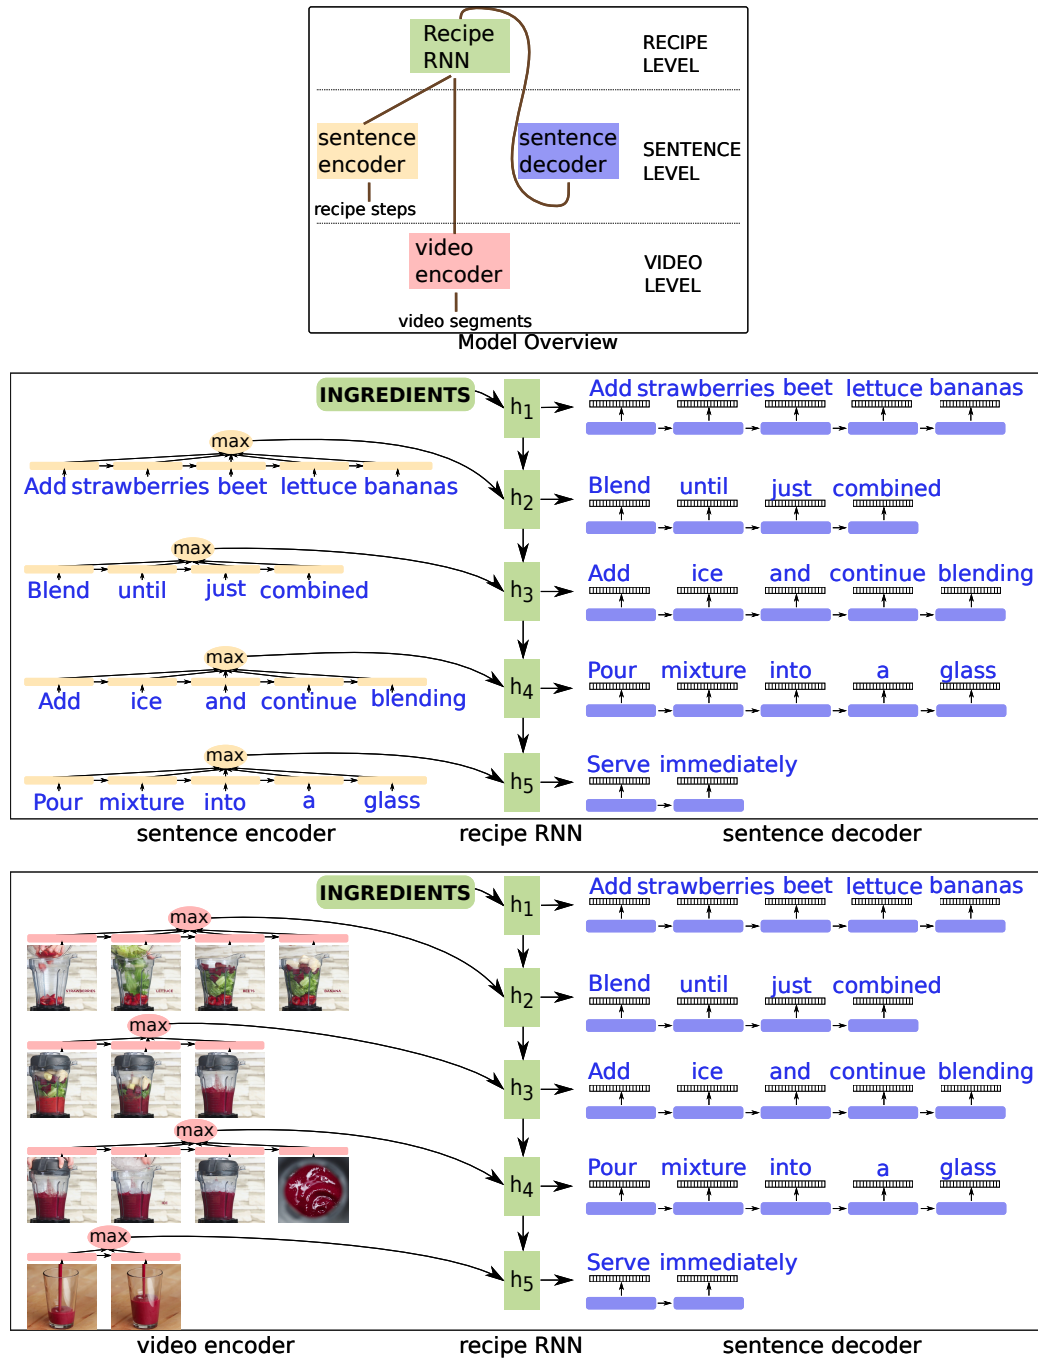 Recipe
RNN
RECIPE
LEVEL
sentence
encoder
sentence
decoder
SENTENCE
LEVEL
recipe steps
video
encoder
VIDEO
LEVEL
video segments
Model Overview
INGREDIENTS
h1
Add strawberries beet lettuce bananas
max
Add strawberries beet lettuce bananas
h2
Blend until just combined
max
Blend until just combined
h3
Add ice and continue blending
max
Add ice and continue blending
h4
Pour mixture into a glass
max
Pour mixture into a glass
h5
Serve immediately
sentence encoder recipe RNN sentence decoder
INGREDIENTS
h1
Add strawberries beet lettuce bananas
max
STRAWBERRIES
LETTUCE
BEETS
BANANA
h2
Blend until just combined
max
h3
Add ice and continue blending
max
h4
Pour mixture into a glass
max
h5
Serve immediately
video encoder recipe RNN sentence decoder